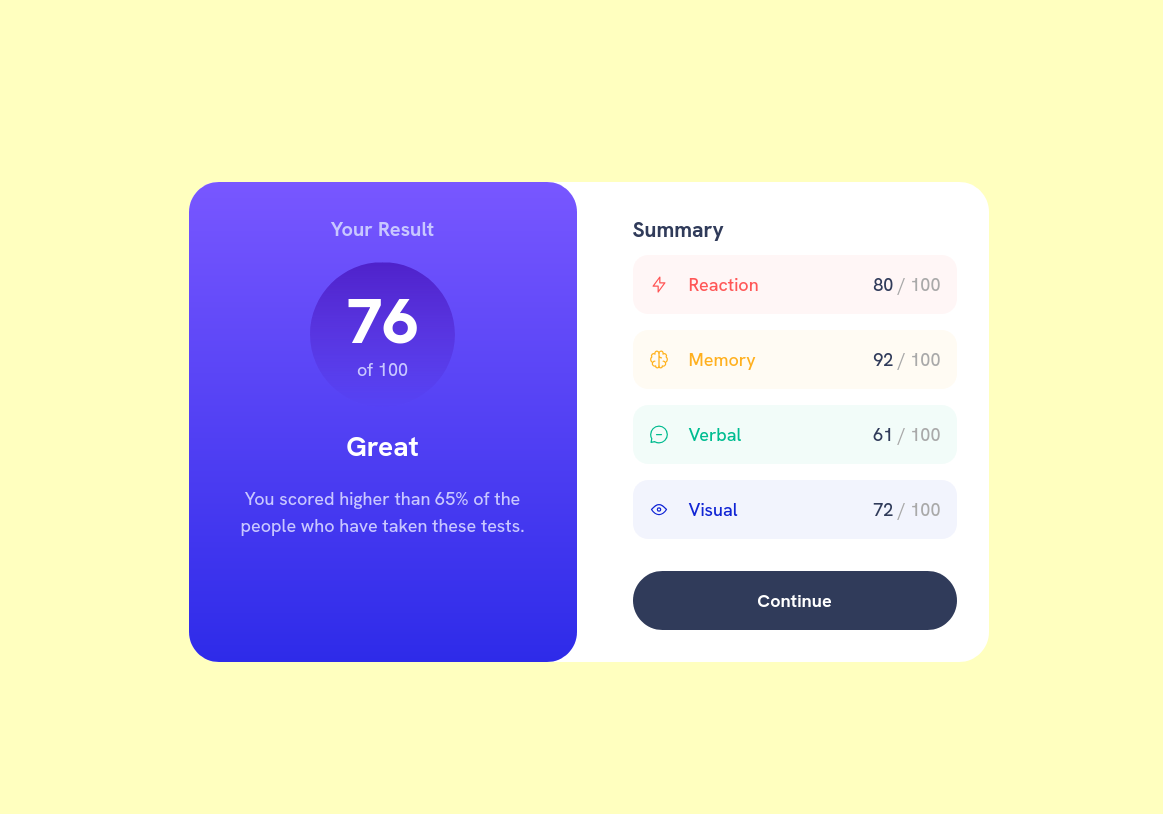 Your Result
76
of 100
Great
You scored higher than 65% of the
people who have taken these tests.
Summary
Reaction 80 / 100
Memory 92 / 100
Verbal 61 / 100
Visual 72 / 100
Continue